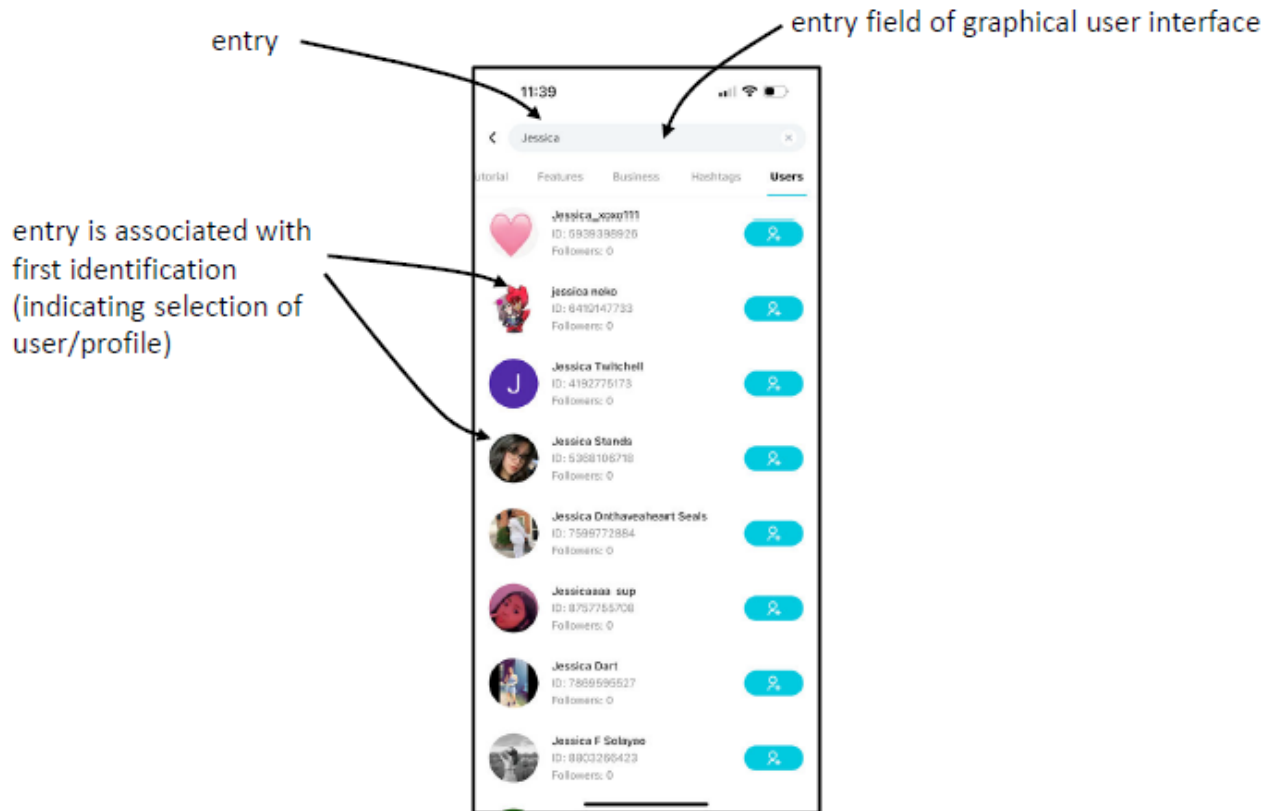 entry
entry field of graphical user interface
11:39
Jessica
utorial Features Business Hashtags Users
Jessica_xoxo111
ID: 5939398926
Followers: 0
entry is associated with
first identification
(indicating selection of
user/profile)
jessica neko
ID: 6419147733
Followers: 0
Jessica Twitchell
ID: 4192775173
Followers: 0
J
Jessica Stands
ID: 5368106718
Followers: 0
Jessica Dnthaveaheart Seals
ID: 7599772884
Followers: 0
Jessicaaaa sup
ID: 8757755708
Followers: 0
Jessica Dart
ID: 7869595527
Followers: 0
Jessica F Solayao
ID: 8803266423
Followers: 0